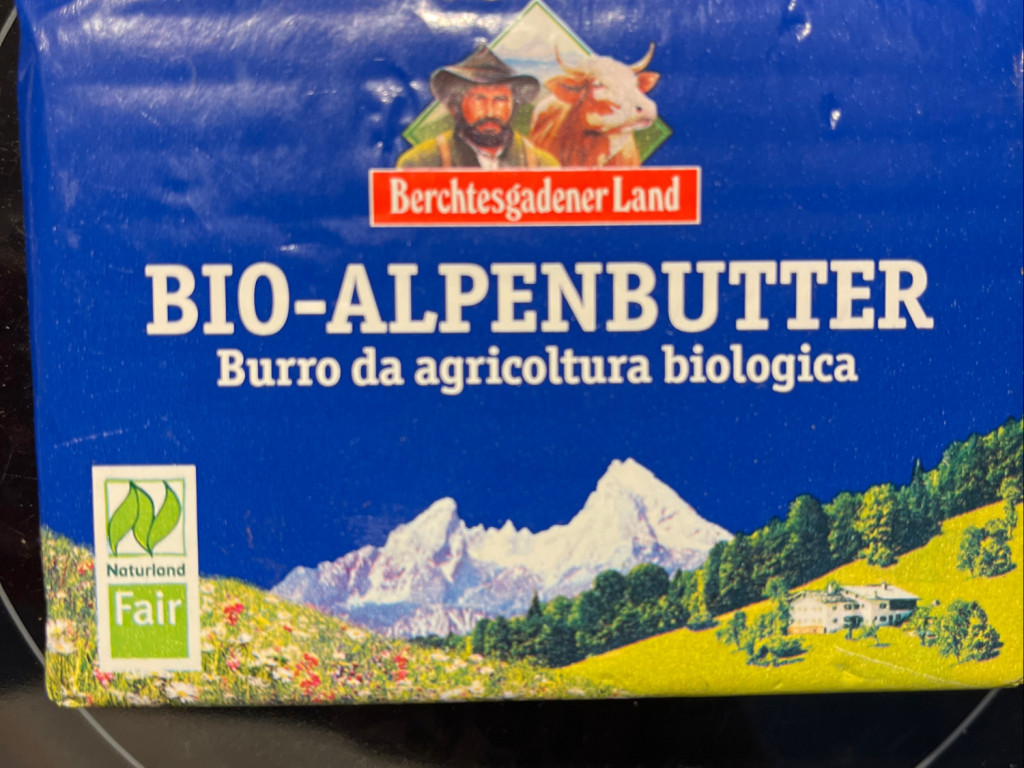 Berchtesgadener Land
BIO-ALPENBUTTER
Burro da agricoltura biologica
Naturland
Fair